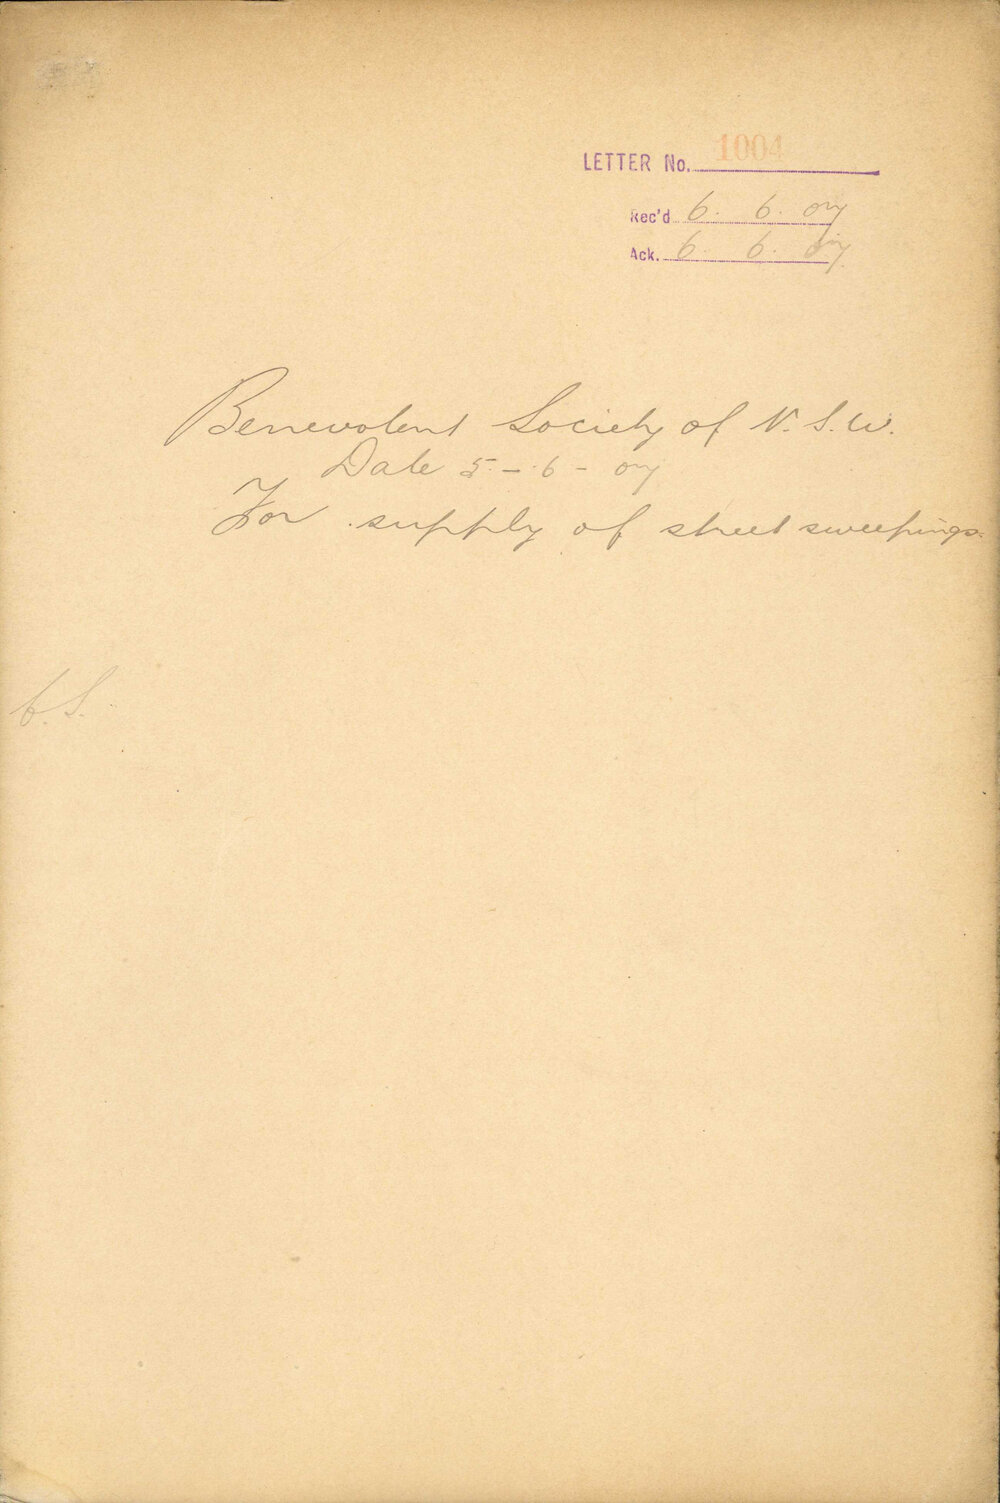 LETTER No. 1004
Rec'd 6. 6. 07
Ack. 6. 6. 07
Benevolent Society of N.S.W.
Date 5-6-07
For supply of street sweepings.
C.S.